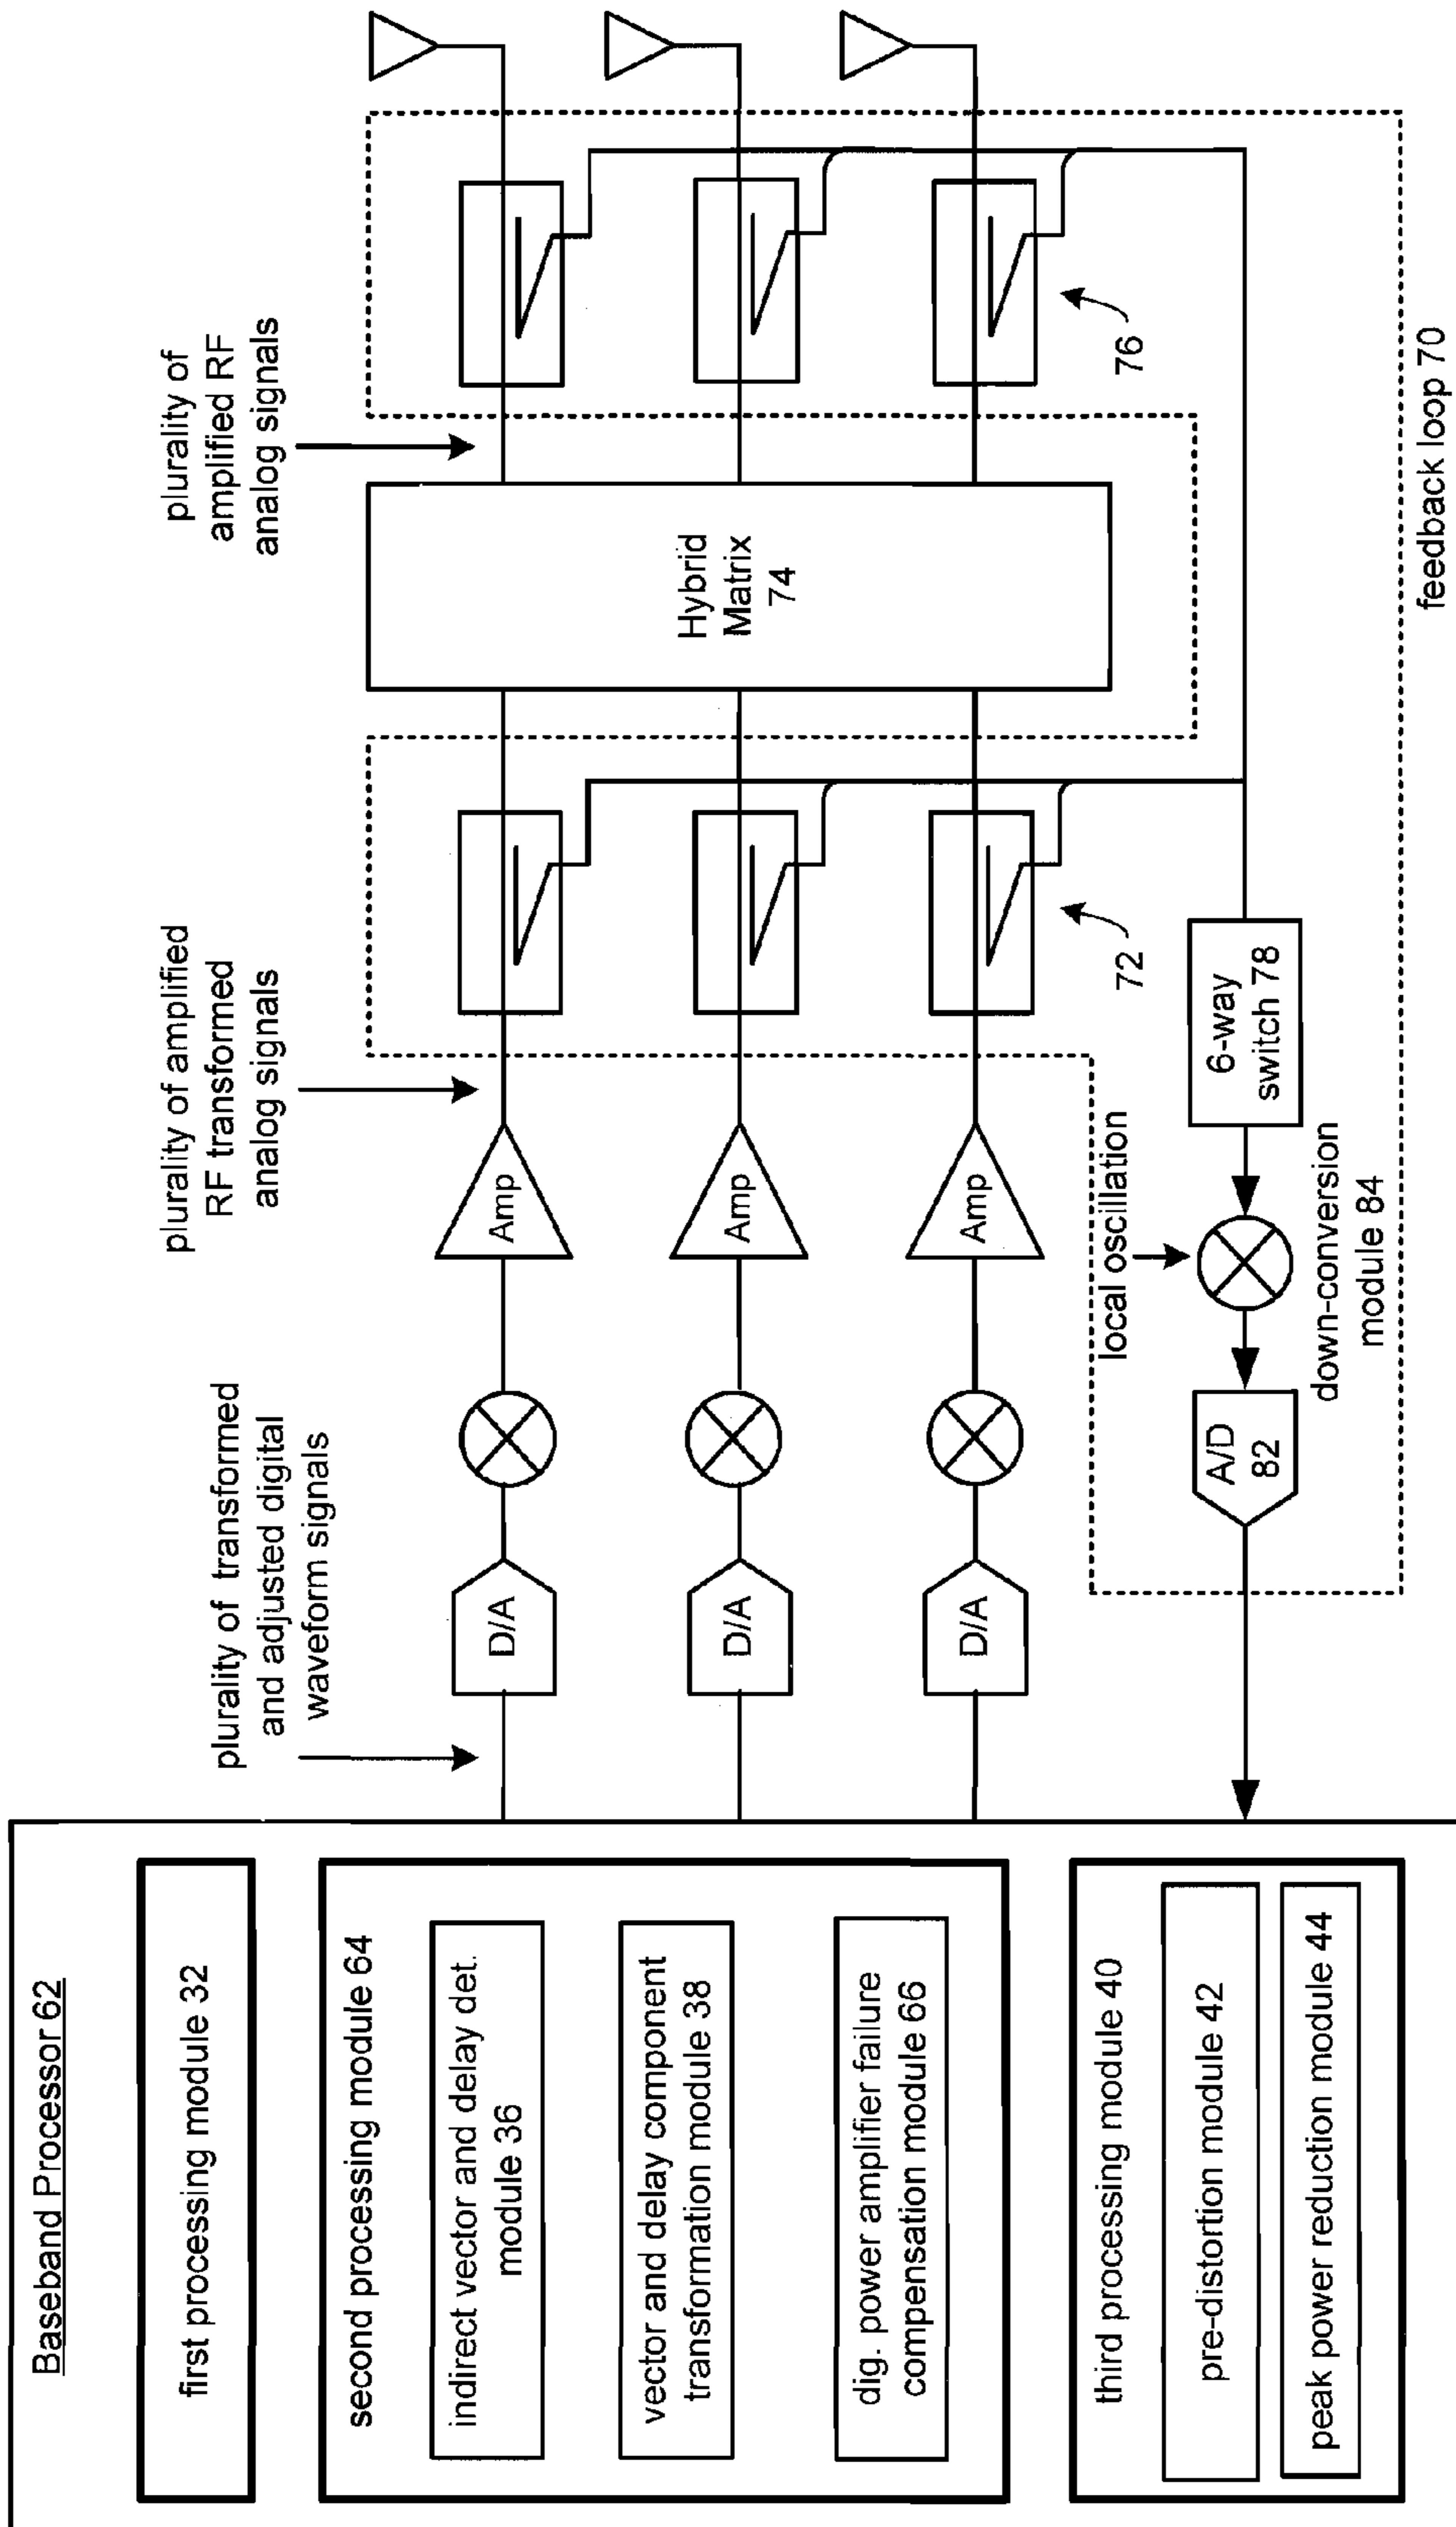 Baseband Processor 62
first processing module 32
second processing module 64
indirect vector and delay det.
module 36
vector and delay component
transformation module 38
dig. power amplifier failure
compensation module 66
third processing module 40
pre-distortion module 42
peak power reduction module 44
plurality of transformed
and adjusted digital
waveform signals
D/A
D/A
D/A
plurality of amplified
RF transformed
analog signals
Amp
Amp
Amp
72
Hybrid
Matrix
74
plurality of
amplified RF
analog signals
76
local oscillation
A/D
82
down-conversion
module 84
6-way
switch 78
feedback loop 70